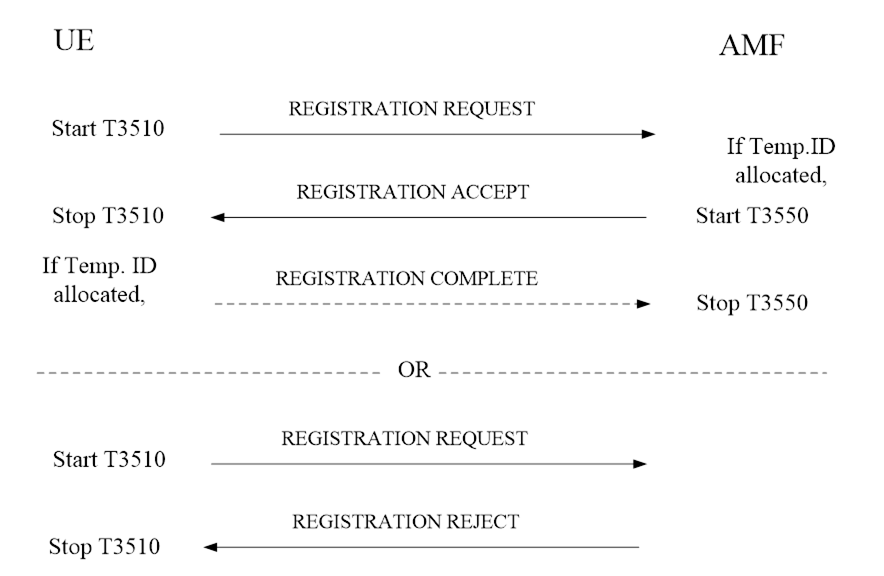 UE
AMF
REGISTRATION REQUEST
Start T3510
If Temp.ID
allocated,
REGISTRATION ACCEPT
Stop T3510
Start T3550
If Temp. ID
allocated,
REGISTRATION COMPLETE
Stop T3550
OR
REGISTRATION REQUEST
Start T3510
REGISTRATION REJECT
Stop T3510